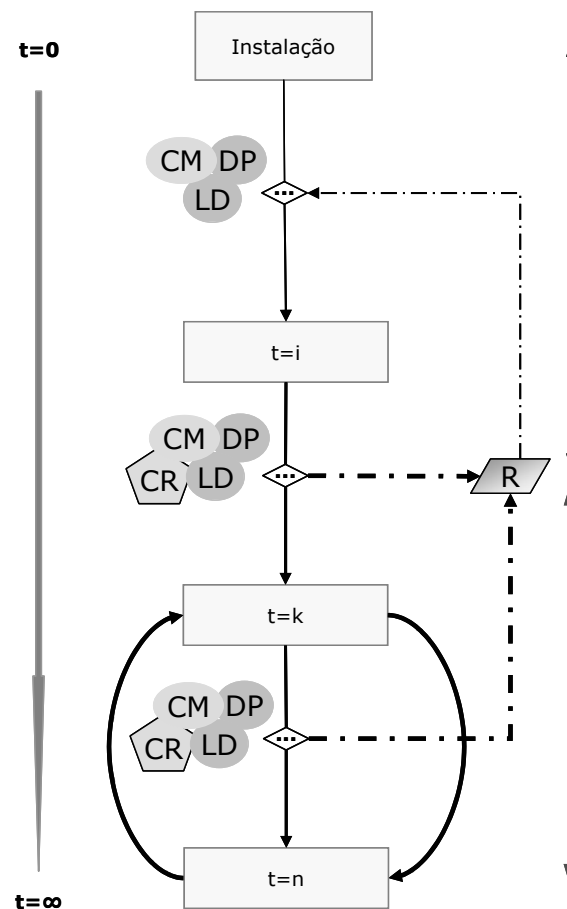 t=0
Instalação
CM DP
LD
...
t=i
CM DP
CR LD
...
R
t=k
CM DP
CR LD
...
t=n
t=∞